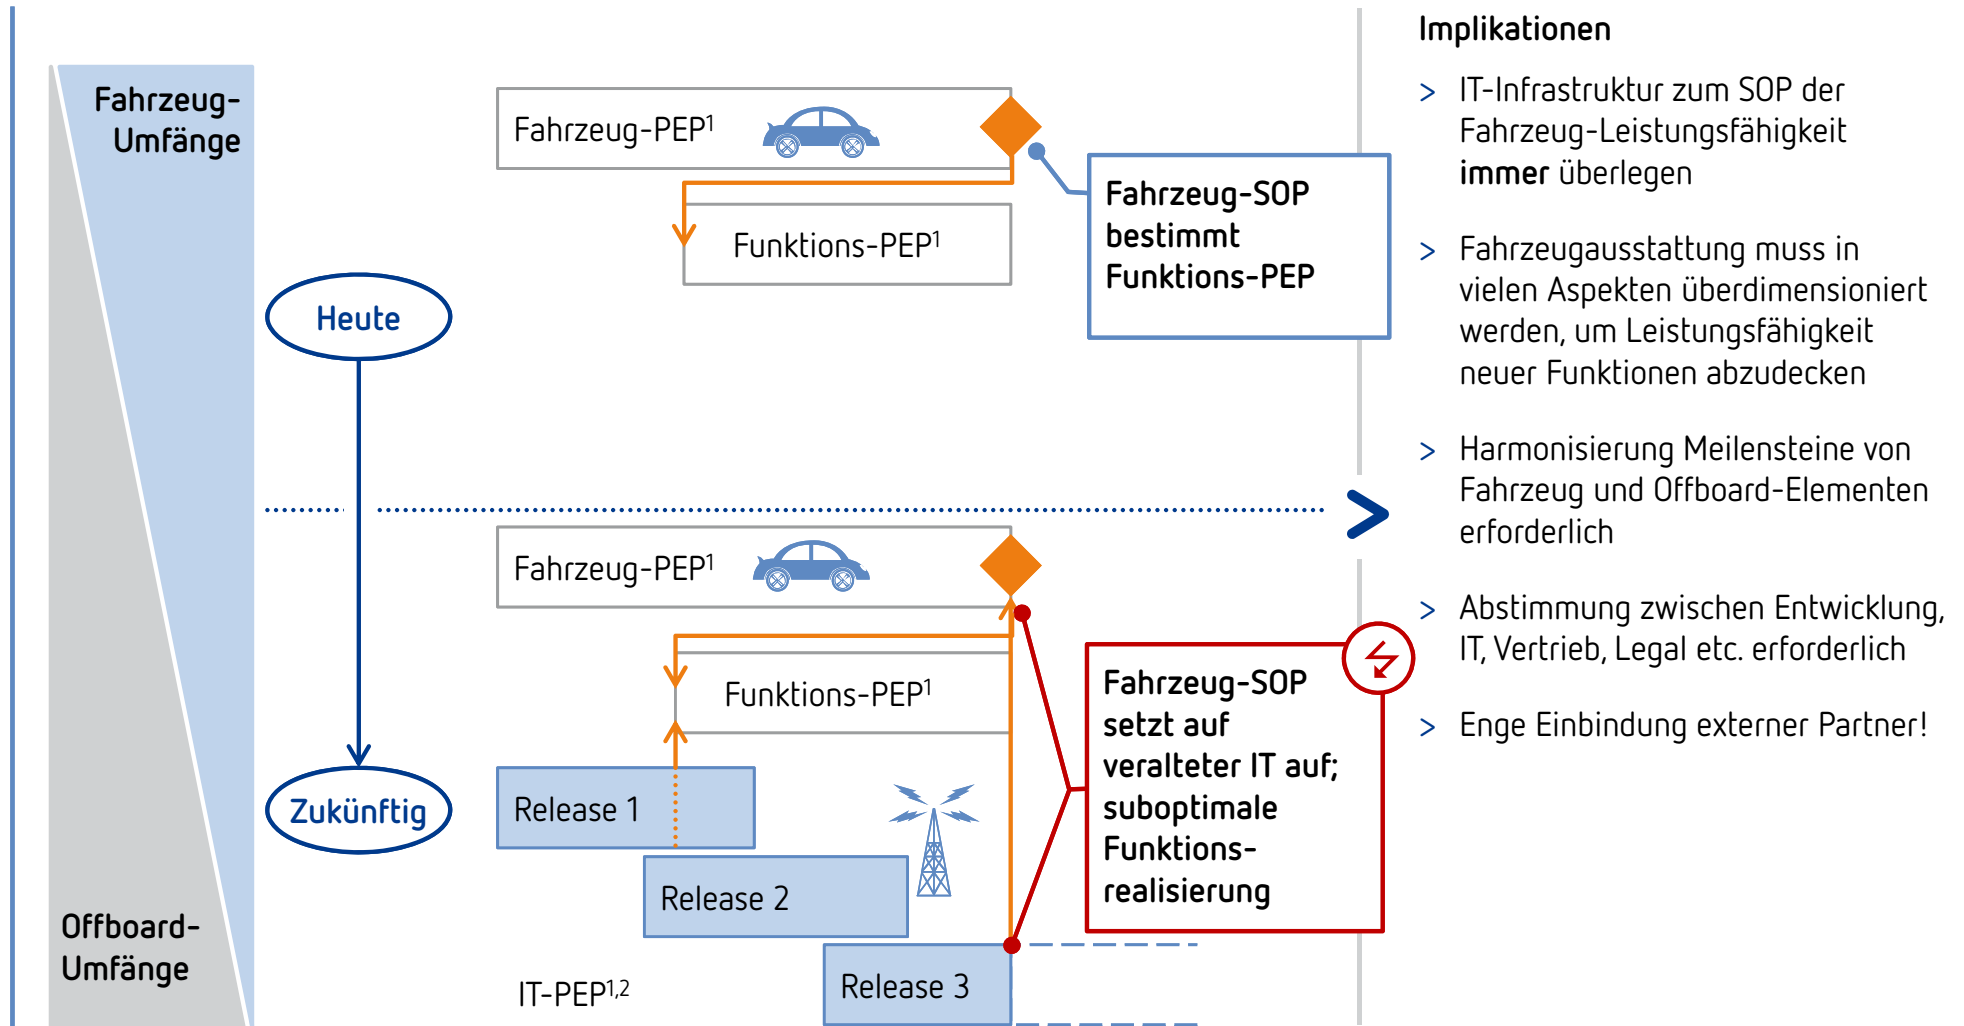 Fahrzeug-
Umfänge
Offboard-
Umfänge
Heute
Zukünftig
Fahrzeug-PEP1
Funktions-PEP1
Fahrzeug-SOP
bestimmt
Funktions-PEP
Fahrzeug-PEP1
Funktions-PEP1
Release 1
Release 2
Release 3
IT-PEP1,2
Fahrzeug-SOP
setzt auf
veralteter IT auf;
suboptimale
Funktions-
realisierung
Implikationen
> IT-Infrastruktur zum SOP der
Fahrzeug-Leistungsfähigkeit
immer überlegen
> Fahrzeugausstattung muss in
vielen Aspekten überdimensioniert
werden, um Leistungsfähigkeit
neuer Funktionen abzudecken
> Harmonisierung Meilensteine von
Fahrzeug und Offboard-Elementen
erforderlich
> Abstimmung zwischen Entwicklung,
IT, Vertrieb, Legal etc. erforderlich
> Enge Einbindung externer Partner!